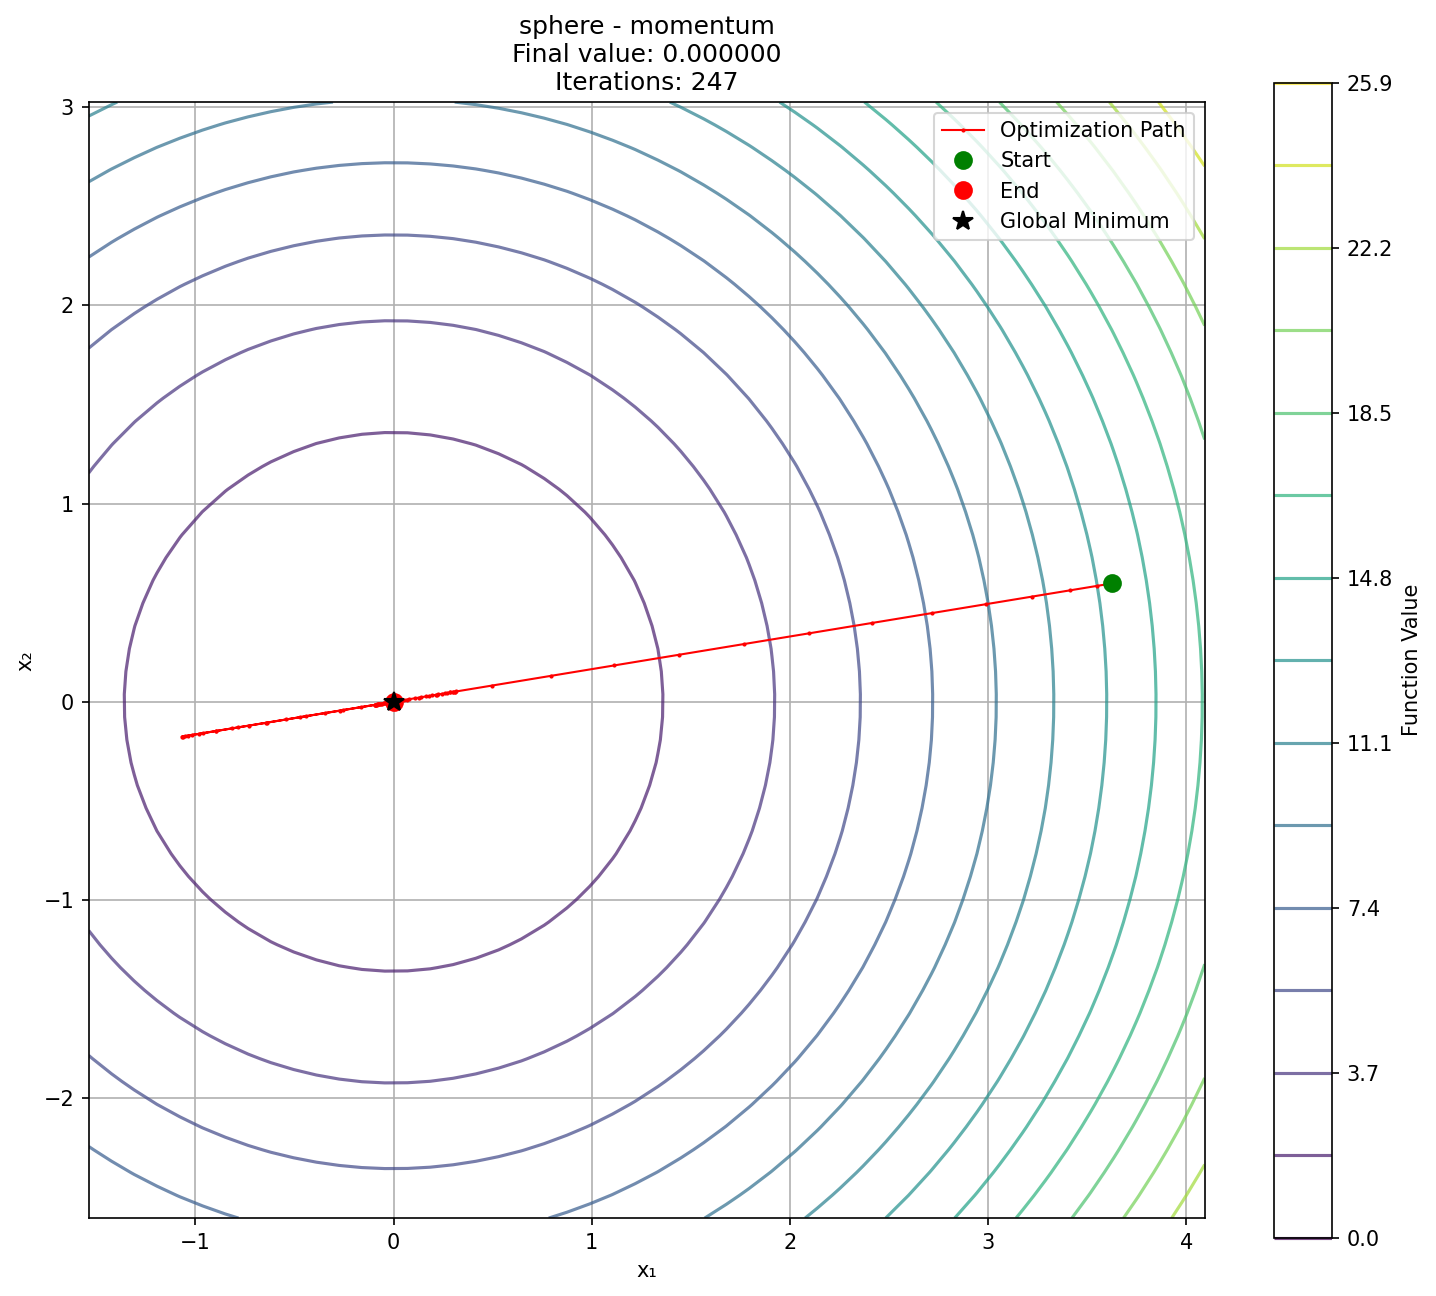 sphere - momentum
Final value: 0.000000
Iterations: 247
Optimization Path
Start
End
Global Minimum
3
2
1
0
−1
−2
x₂
−1
0
1
2
3
4
x₁
25.9
22.2
18.5
14.8
11.1
7.4
3.7
0.0
Function Value